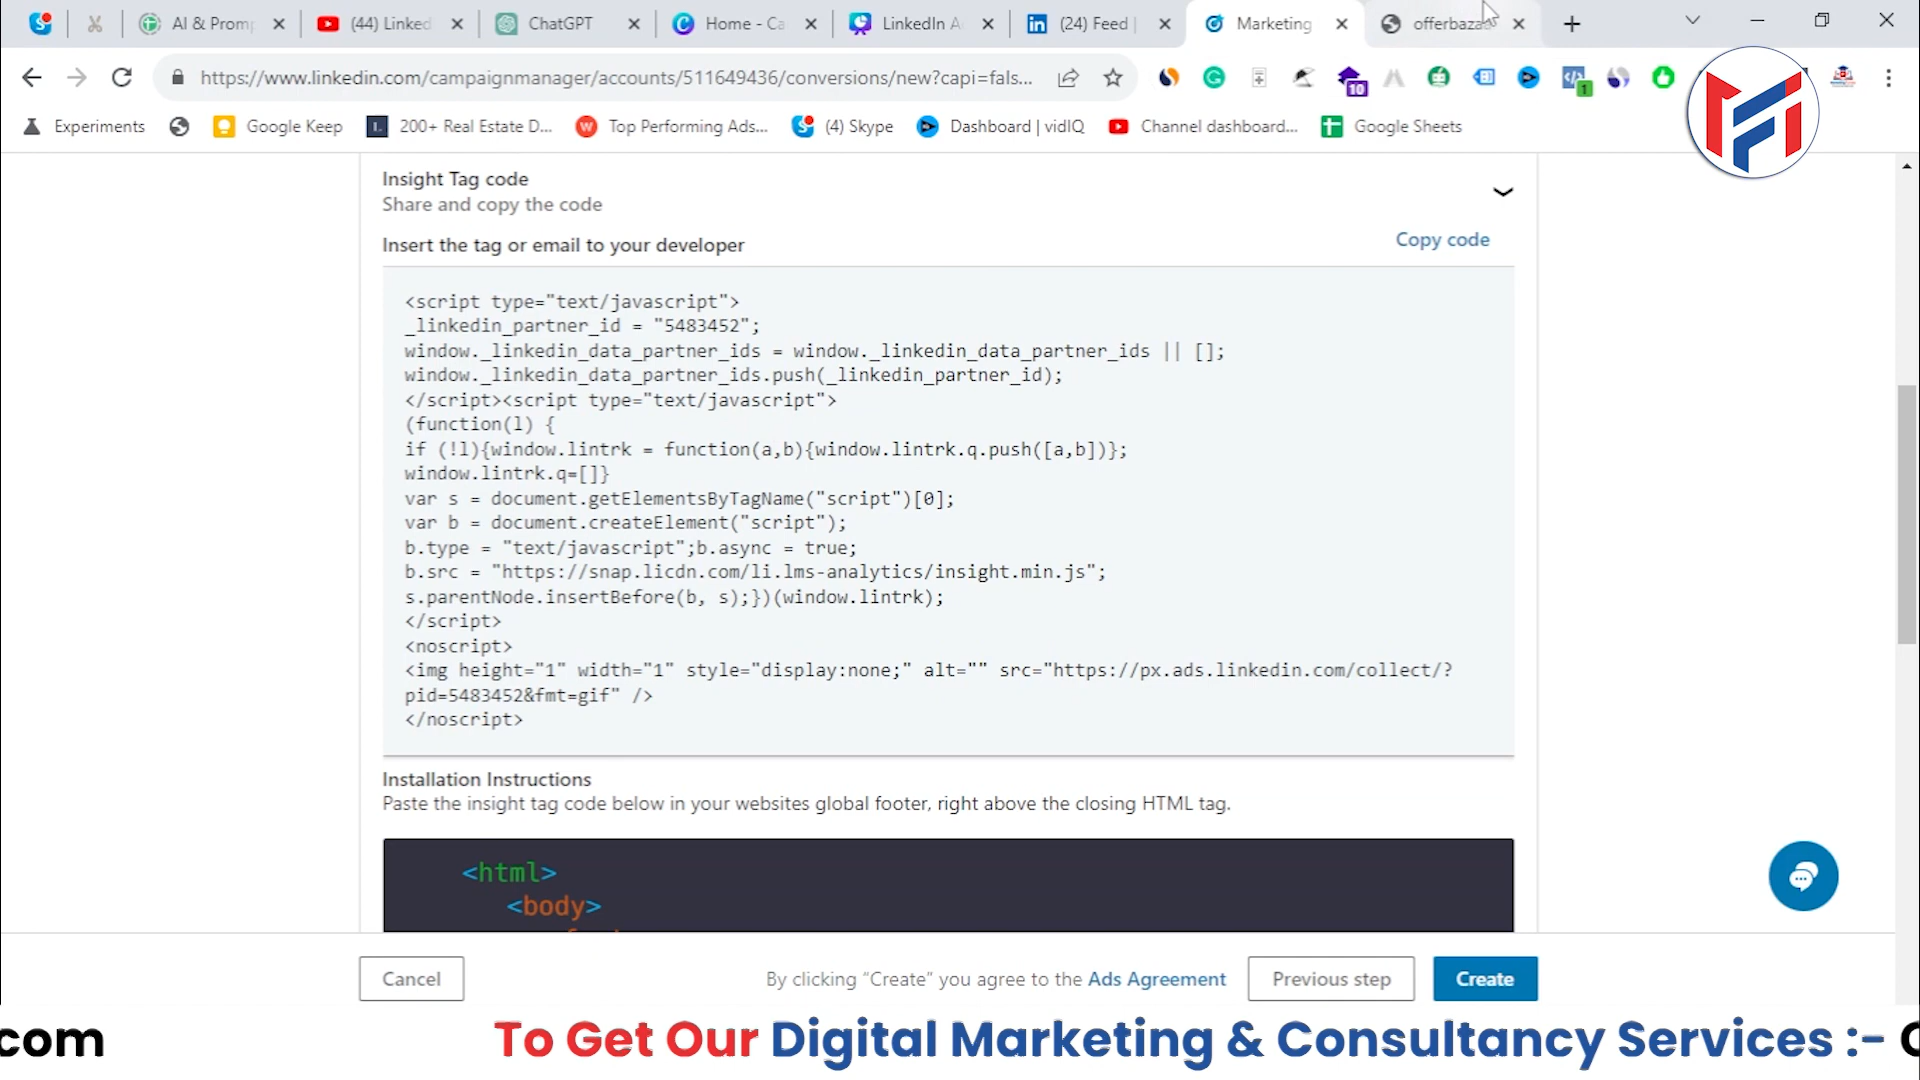 AI & Promp
(44) Linked
ChatGPT
Home - Ca
LinkedIn A
(24) Feed |
Marketing
offerbazaa
https://www.linkedin.com/campaignmanager/accounts/511649436/conversions/new?capi=fals...
10
1
Experiments
Google Keep
200+ Real Estate D...
Top Performing Ads...
(4) Skype
Dashboard | vidIQ
Channel dashboard...
Google Sheets
Insight Tag code
Share and copy the code
Insert the tag or email to your developer
Copy code
<script type="text/javascript">
_linkedin_partner_id = "5483452";
window._linkedin_data_partner_ids = window._linkedin_data_partner_ids || [];
window._linkedin_data_partner_ids.push(_linkedin_partner_id);
</script><script type="text/javascript">
(function(l) {
if (!l){window.lintrk = function(a,b){window.lintrk.q.push([a,b])};
window.lintrk.q=[]}
var s = document.getElementsByTagName("script")[0];
var b = document.createElement("script");
b.type = "text/javascript";b.async = true;
b.src = "https://snap.licdn.com/li.lms-analytics/insight.min.js";
s.parentNode.insertBefore(b, s);})(window.lintrk);
</script>
<noscript>
<img height="1" width="1" style="display:none;" alt="" src="https://px.ads.linkedin.com/collect/?
pid=5483452&fmt=gif" />
</noscript>
Installation Instructions
Paste the insight tag code below in your websites global footer, right above the closing HTML tag.
<html>
<body>
Cancel
By clicking “Create” you agree to the Ads Agreement
Previous step
Create
com
To Get Our Digital Marketing & Consultancy Services :- C